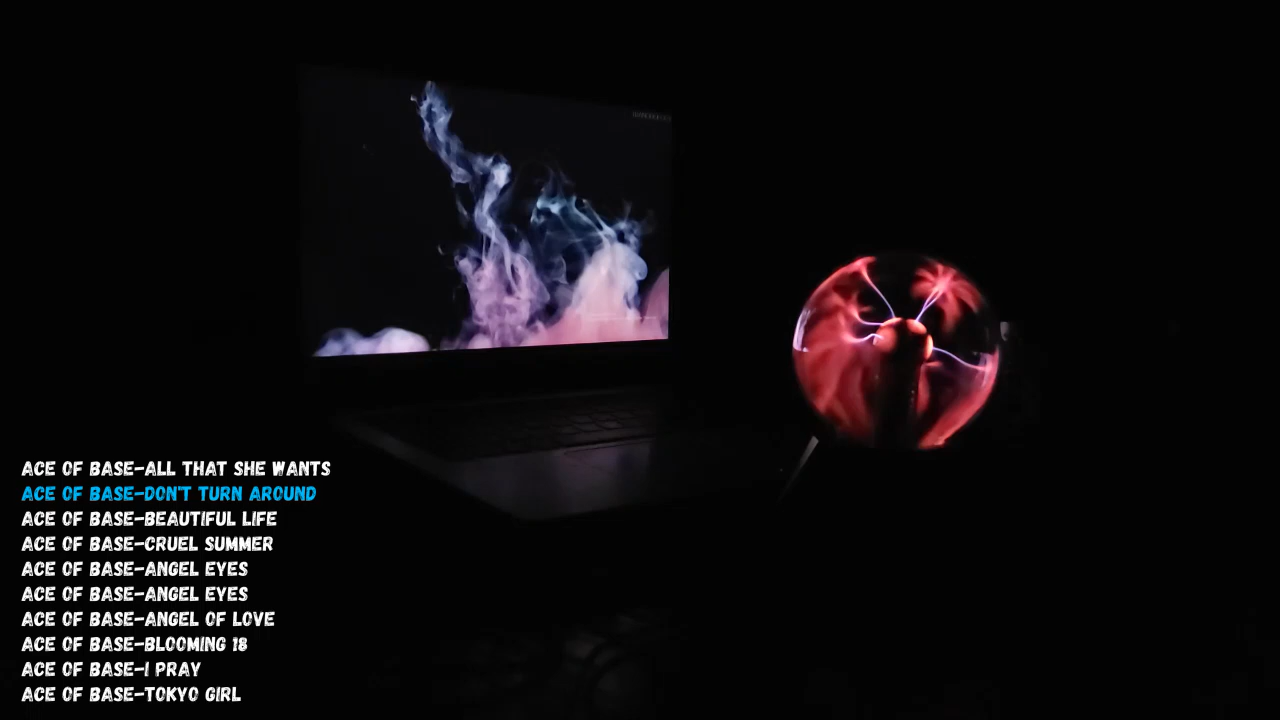 ACE OF BASE-ALL THAT SHE WANTS
ACE OF BASE-DON'T TURN AROUND
ACE OF BASE-BEAUTIFUL LIFE
ACE OF BASE-CRUEL SUMMER
ACE OF BASE-ANGEL EYES
ACE OF BASE-ANGEL EYES
ACE OF BASE-ANGEL OF LOVE
ACE OF BASE-BLOOMING 18
ACE OF BASE-I PRAY
ACE OF BASE-TOKYO GIRL